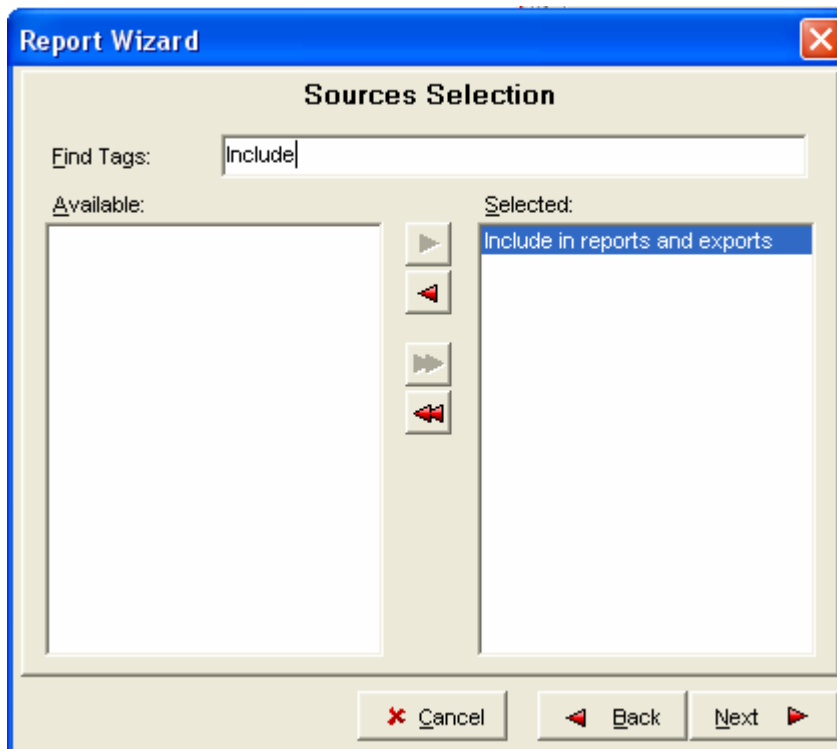 Report Wizard
Sources Selection
Find Tags: Include
Available: Selected:
Include in reports and exports
Cancel Back Next